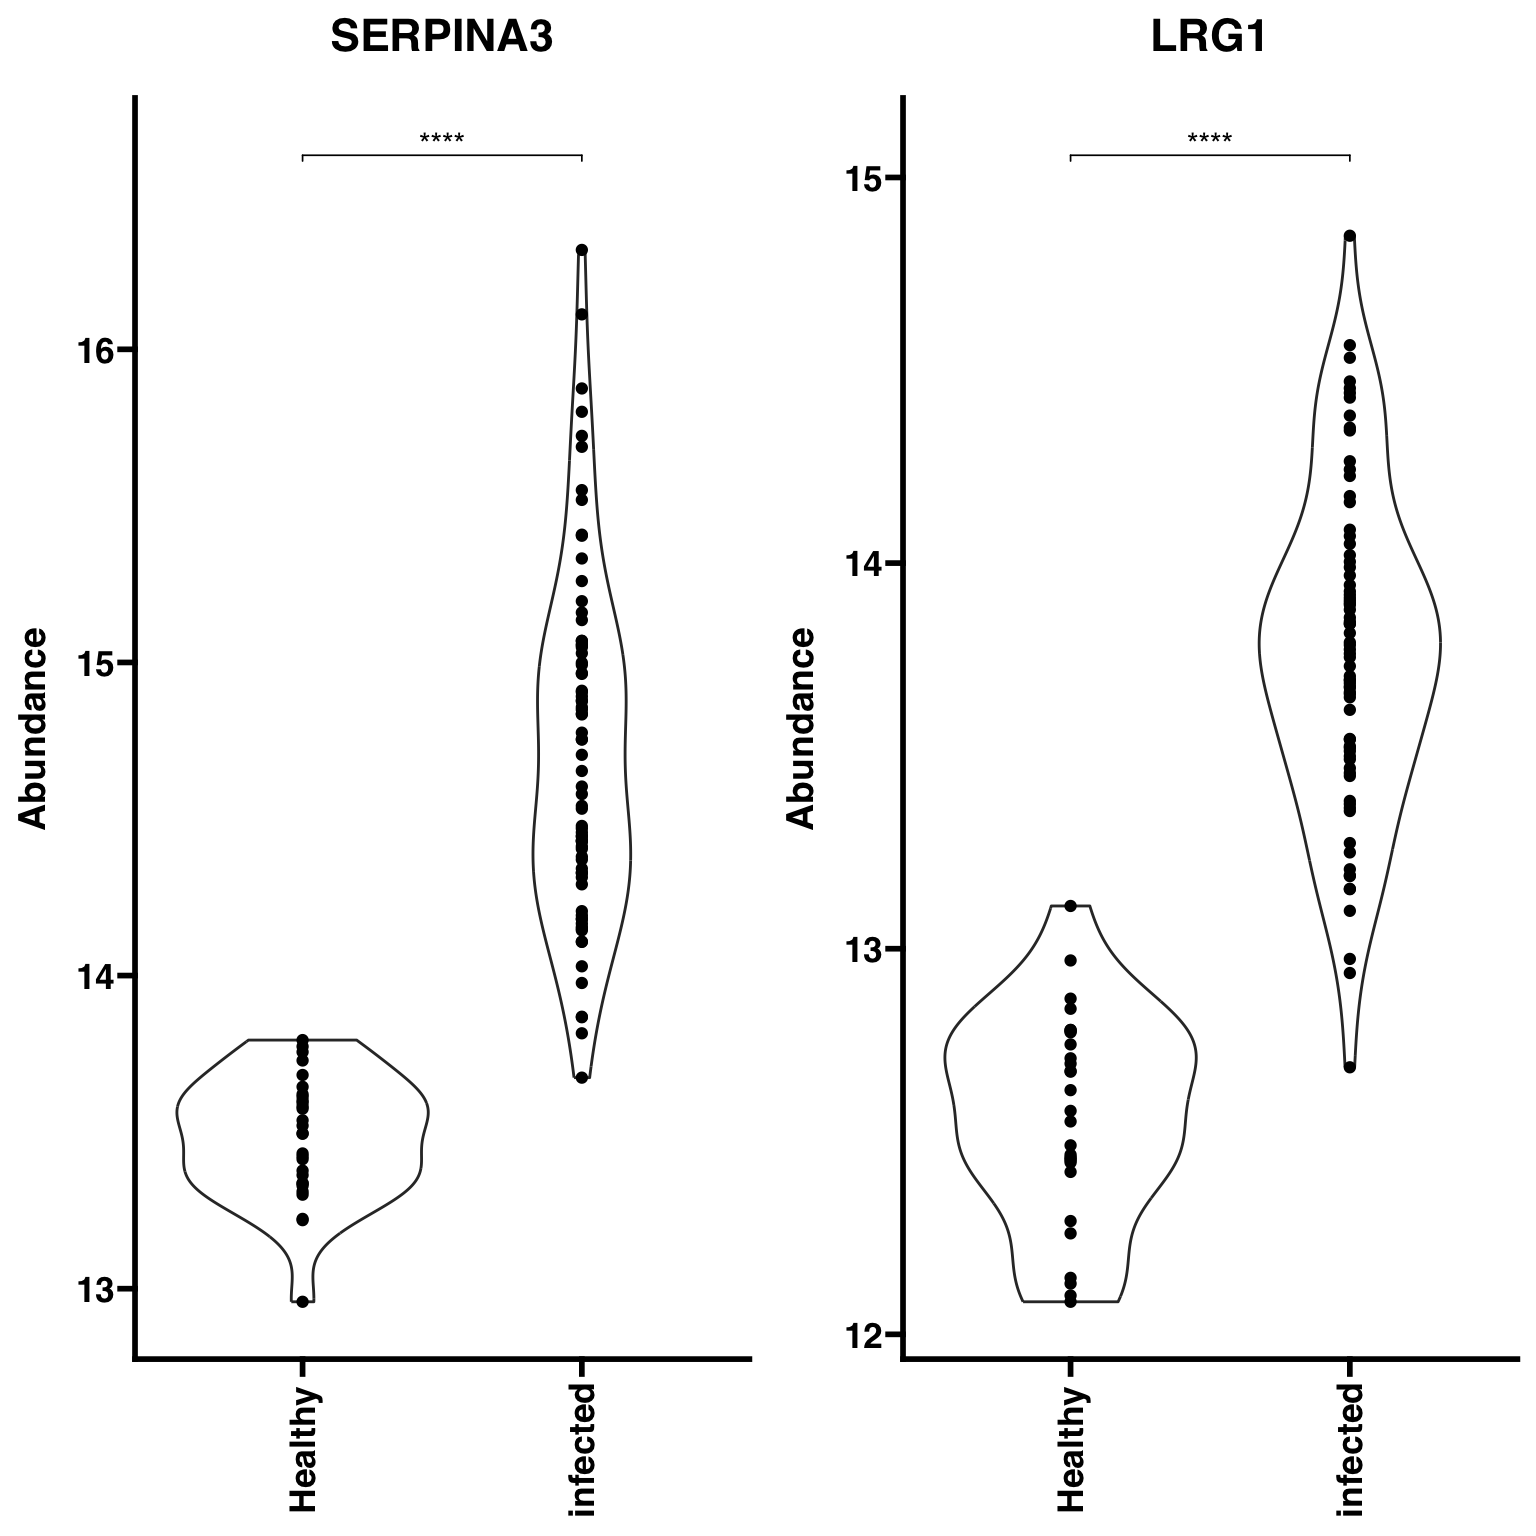 SERPINA3
****
16
15
14
13
Abundance
Healthy
infected
LRG1
****
15
14
13
12
Abundance
Healthy
infected